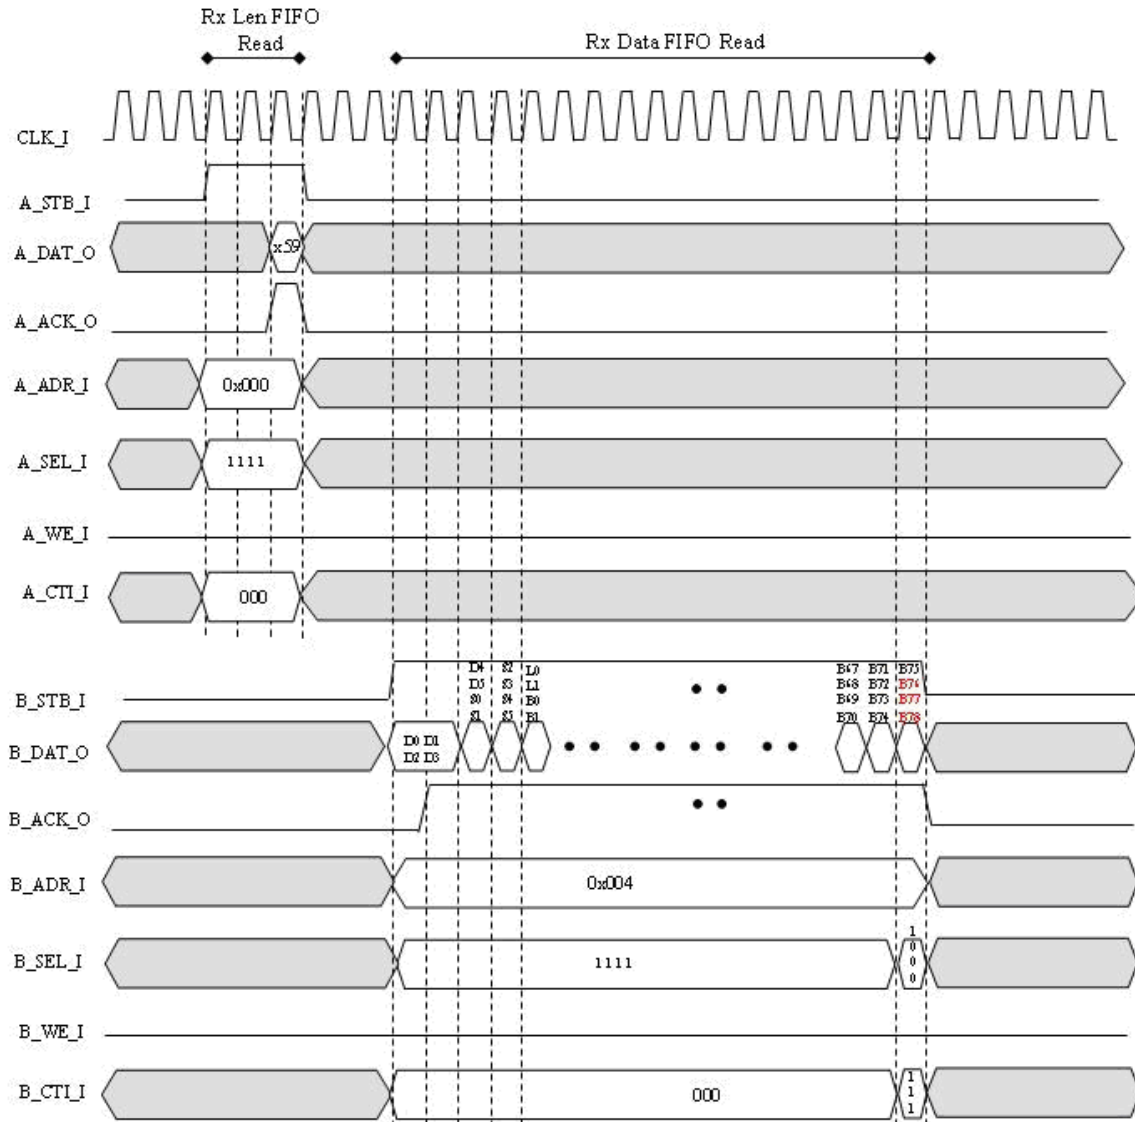 Rx Len FIFO
Read
Rx Data FIFO Read
CLK_I
A_STB_I
A_DAT_O
x59
A_ACK_O
A_ADR_I
0x000
A_SEL_I
1111
A_WE_I
A_CTI_I
000
B_STB_I
D4 S2 L0 B67 B71 B75
D5 S3 L1 B68 B72 B76
S0 S4 B0 B69 B73 B77
S1 S5 B1 B70 B74 B78
B_DAT_O
D0 D1
D2 D3
B_ACK_O
B_ADR_I
0x004
B_SEL_I
1111
1
0
0
0
B_WE_I
B_CTI_I
000
1
1
1